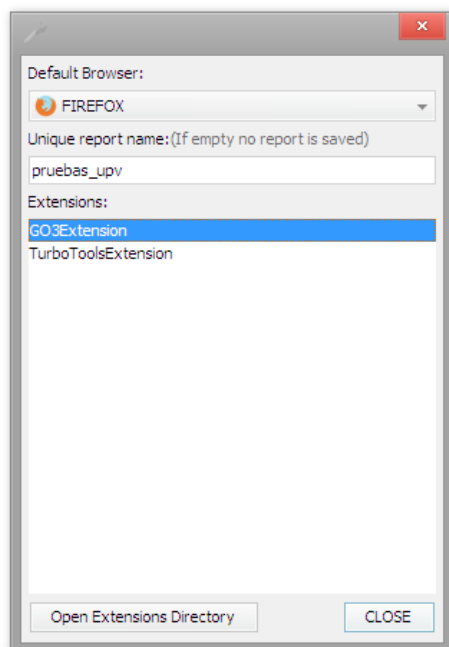 Default Browser:
FIREFOX
Unique report name:(If empty no report is saved)
pruebas_upv
Extensions:
GO3Extension
TurboToolsExtension
Open Extensions Directory
CLOSE